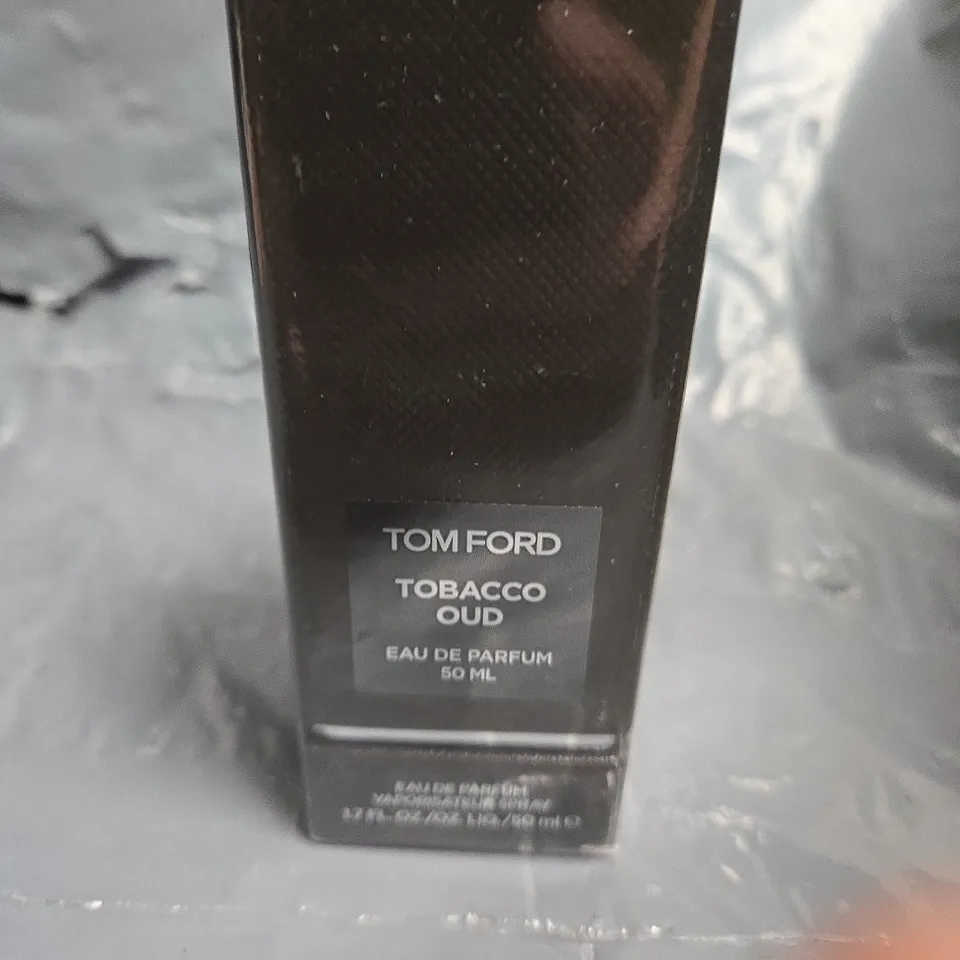 TOM FORD
TOBACCO
OUD
EAU DE PARFUM
50 ML
EAU DE PARFUM
VAPORISATEUR SPRAY
1.7 FL. OZ./OZ. LIQ./50 ml ℮